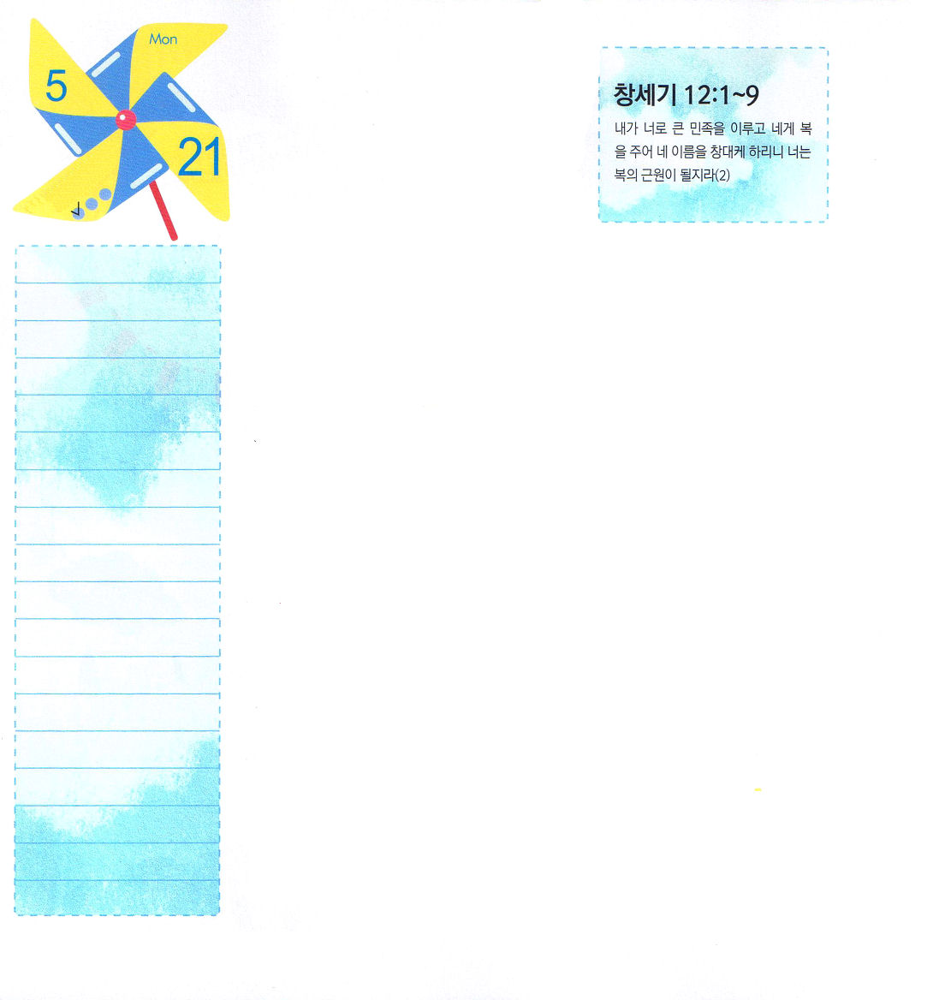 Mon
5
21
창세기 12:1~9
내가 너로 큰 민족을 이루고 네게 복
을 주어 네 이름을 창대케 하리니 너는
복의 근원이 될지라(2)